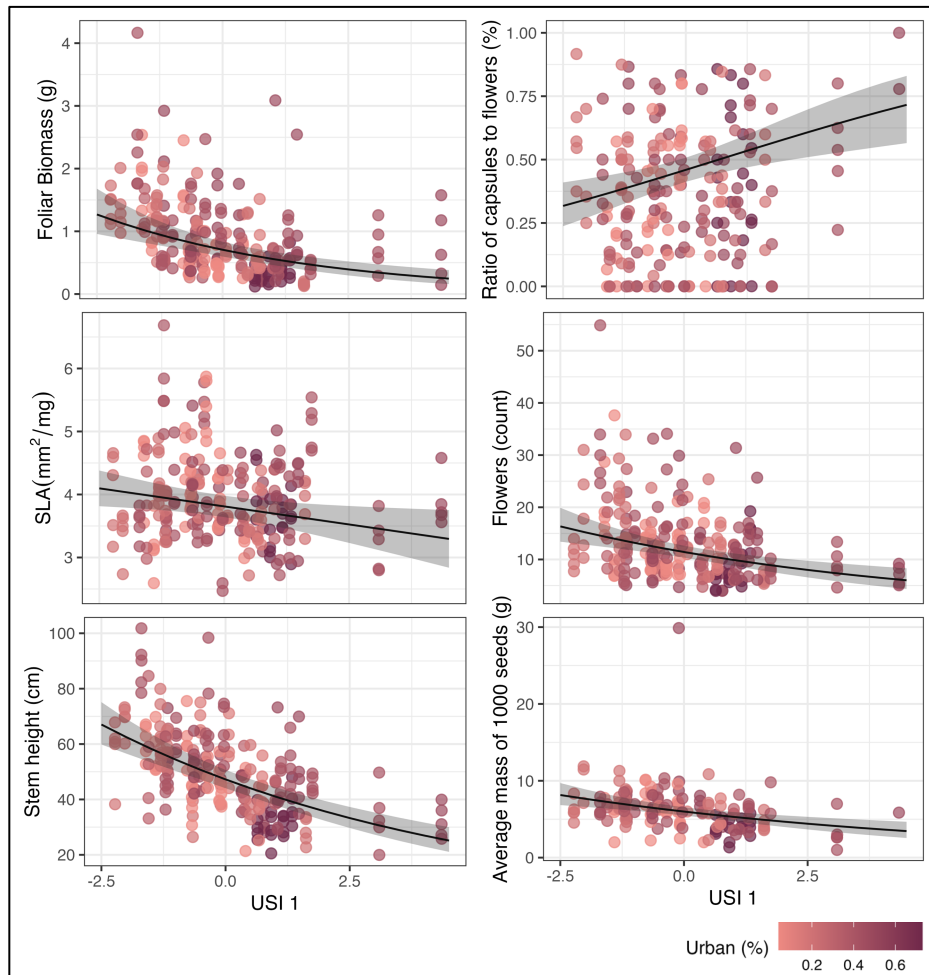 Foliar Biomass (g)
4
3
2
1
0
Ratio of capsules to flowers (%)
1.00
0.75
0.50
0.25
0.00
SLA(mm²/mg)
6
5
4
3
Flowers (count)
50
40
30
20
10
Stem height (cm)
100
80
60
40
20
-2.5 0.0 2.5
USI 1
Average mass of 1000 seeds (g)
30
20
10
0
-2.5 0.0 2.5
USI 1
Urban (%)
0.2 0.4 0.6